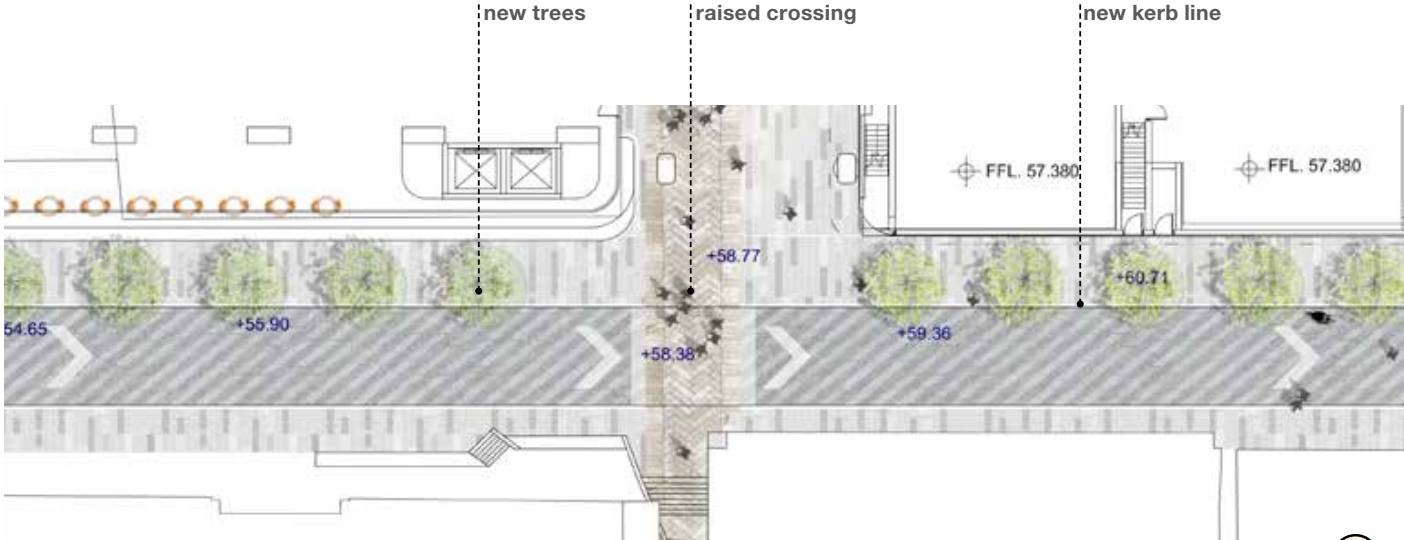 new trees
raised crossing
new kerb line
FFL. 57.380
FFL. 57.380
+58.77
+60.71
54.65
+55.90
+59.36
+58.38